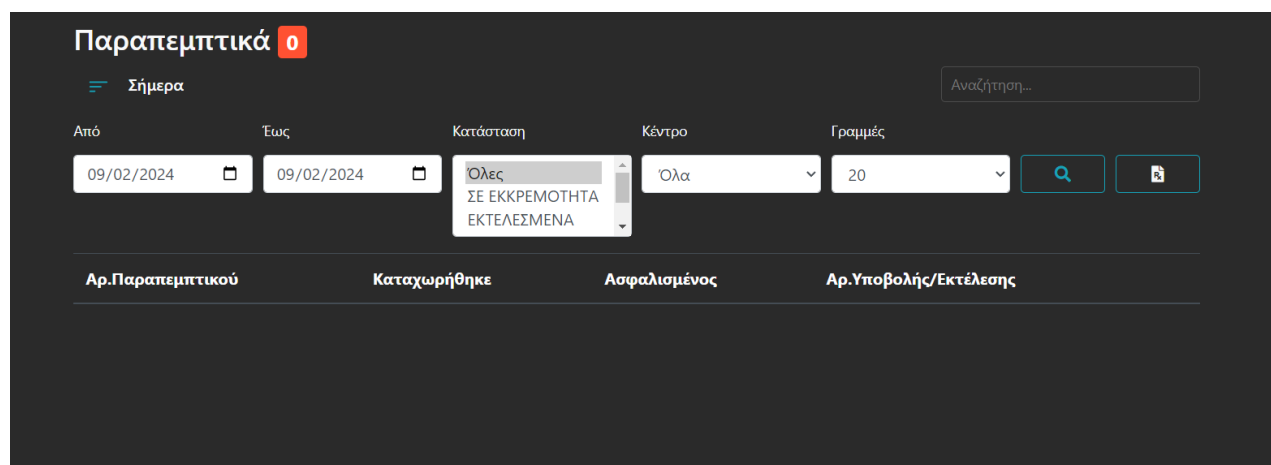 Παραπεμπτικά 0
Σήμερα
Αναζήτηση...
Από Έως Κατάσταση Κέντρο Γραμμές
09/02/2024 09/02/2024 Όλες Όλα 20
ΣΕ ΕΚΚΡΕΜΟΤΗΤΑ
ΕΚΤΕΛΕΣΜΕΝΑ
Αρ.Παραπεμπτικού Καταχωρήθηκε Ασφαλισμένος Αρ.Υποβολής/Εκτέλεσης